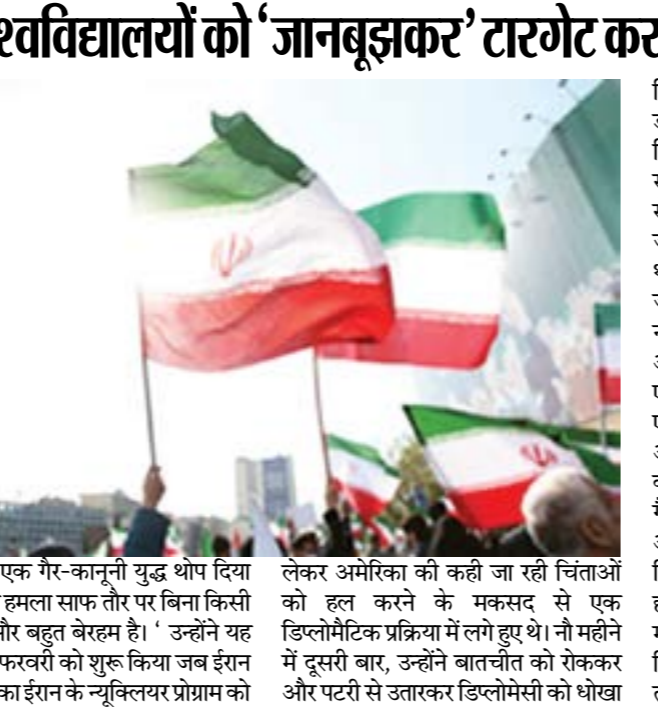 श्वविद्यालयों को ‘जानबूझकर’ टारगेट कर
एक गैर-कानूनी युद्ध थोप दिया
हमला साफ तौर पर बिना किसी
और बहुत बेरहम है। ‘ उन्होंने यह
फरवरी को शुरू किया जब ईरान
का ईरान के न्यूक्लियर प्रोग्राम को
लेकर अमेरिका की कही जा रही चिंताओं
को हल करने के मकसद से एक
डिप्लोमैटिक प्रक्रिया में लगे हुए थे। नौ महीने
में दूसरी बार, उन्होंने बातचीत को रोककर
और पटरी से उतारकर डिप्लोमेसी को धोखा